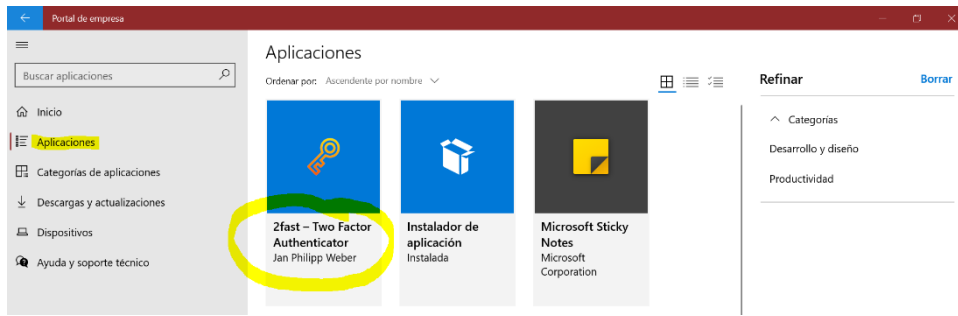 Portal de empresa
Buscar aplicaciones
Inicio
Aplicaciones
Categorías de aplicaciones
Descargas y actualizaciones
Dispositivos
Ayuda y soporte técnico
Aplicaciones
Ordenar por: Ascendente por nombre
2fast – Two Factor
Authenticator
Jan Philipp Weber
Instalador de
aplicación
Instalada
Microsoft Sticky
Notes
Microsoft
Corporation
Refinar
Borrar
Categorías
Desarrollo y diseño
Productividad